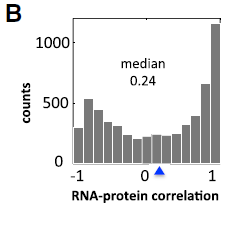 B
1000
median
0.24
500
counts
0
-1 0 1
RNA-protein correlation